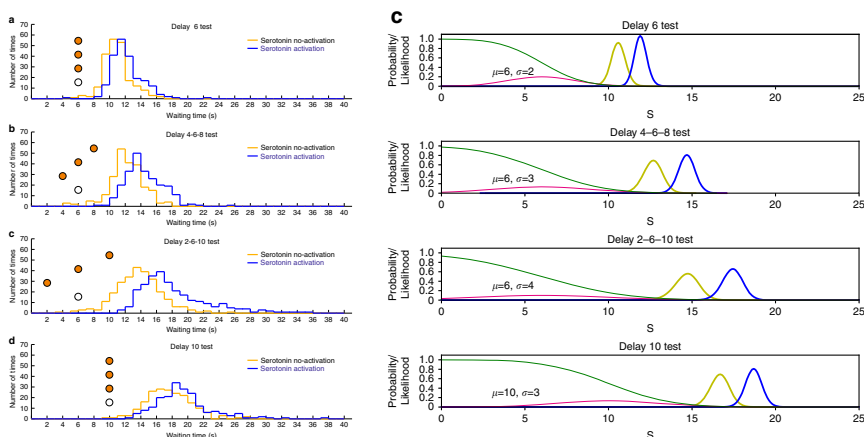 a
Delay 6 test
Number of times
70
60
50
40
30
20
10
0
Serotonin no-activation
Serotonin activation
2 4 6 8 10 12 14 16 18 20 22 24 26 28 30 32 34 36 38 40
Waiting time (s)
b
Delay 4-6-8 test
Number of times
70
60
50
40
30
20
10
0
Serotonin no-activation
Serotonin activation
2 4 6 8 10 12 14 16 18 20 22 24 26 28 30 32 34 36 38 40
Waiting time (s)
c
Delay 2-6-10 test
Number of times
70
60
50
40
30
20
10
0
Serotonin no-activation
Serotonin activation
2 4 6 8 10 12 14 16 18 20 22 24 26 28 30 32 34 36 38 40
Waiting time (s)
d
Delay 10 test
Number of times
70
60
50
40
30
20
10
0
Serotonin no-activation
Serotonin activation
2 4 6 8 10 12 14 16 18 20 22 24 26 28 30 32 34 36 38 40
Waiting time (s)
c
Delay 6 test
Probability/
Likelihood
1.0
0.8
0.6
0.4
0.2
0
μ=6, σ=2
0 5 10 15 20 25
S
Delay 4–6–8 test
Probability/
Likelihood
1.0
0.8
0.6
0.4
0.2
0
μ=6, σ=3
0 5 10 15 20 25
S
Delay 2–6–10 test
Probability/
Likelihood
1.0
0.8
0.6
0.4
0.2
0
μ=6, σ=4
0 5 10 15 20 25
S
Delay 10 test
Probability/
Likelihood
1.0
0.8
0.6
0.4
0.2
0
μ=10, σ=3
0 5 10 15 20 25
S